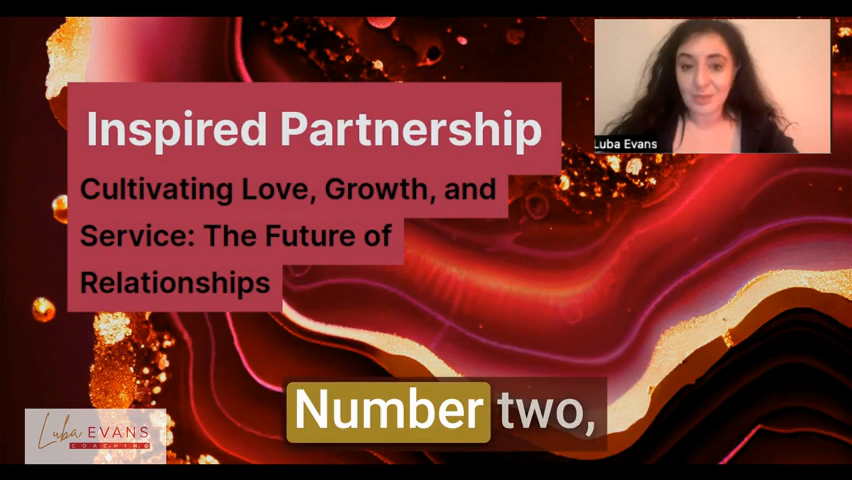 Inspired Partnership
Cultivating Love, Growth, and
Service: The Future of
Relationships
Luba Evans
Number two,
Luba EVANS
COACHING